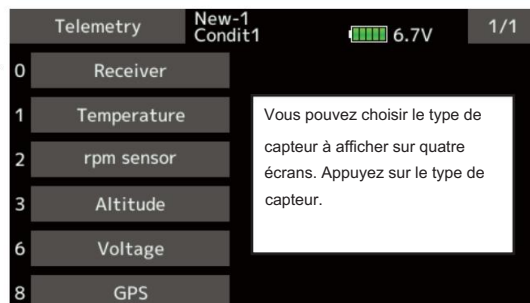 Telemetry
New-1
Condit1
6.7V
1/1
0 Receiver
1 Temperature
2 rpm sensor
3 Altitude
6 Voltage
8 GPS
Vous pouvez choisir le type de
capteur à afficher sur quatre
écrans. Appuyez sur le type de
capteur.